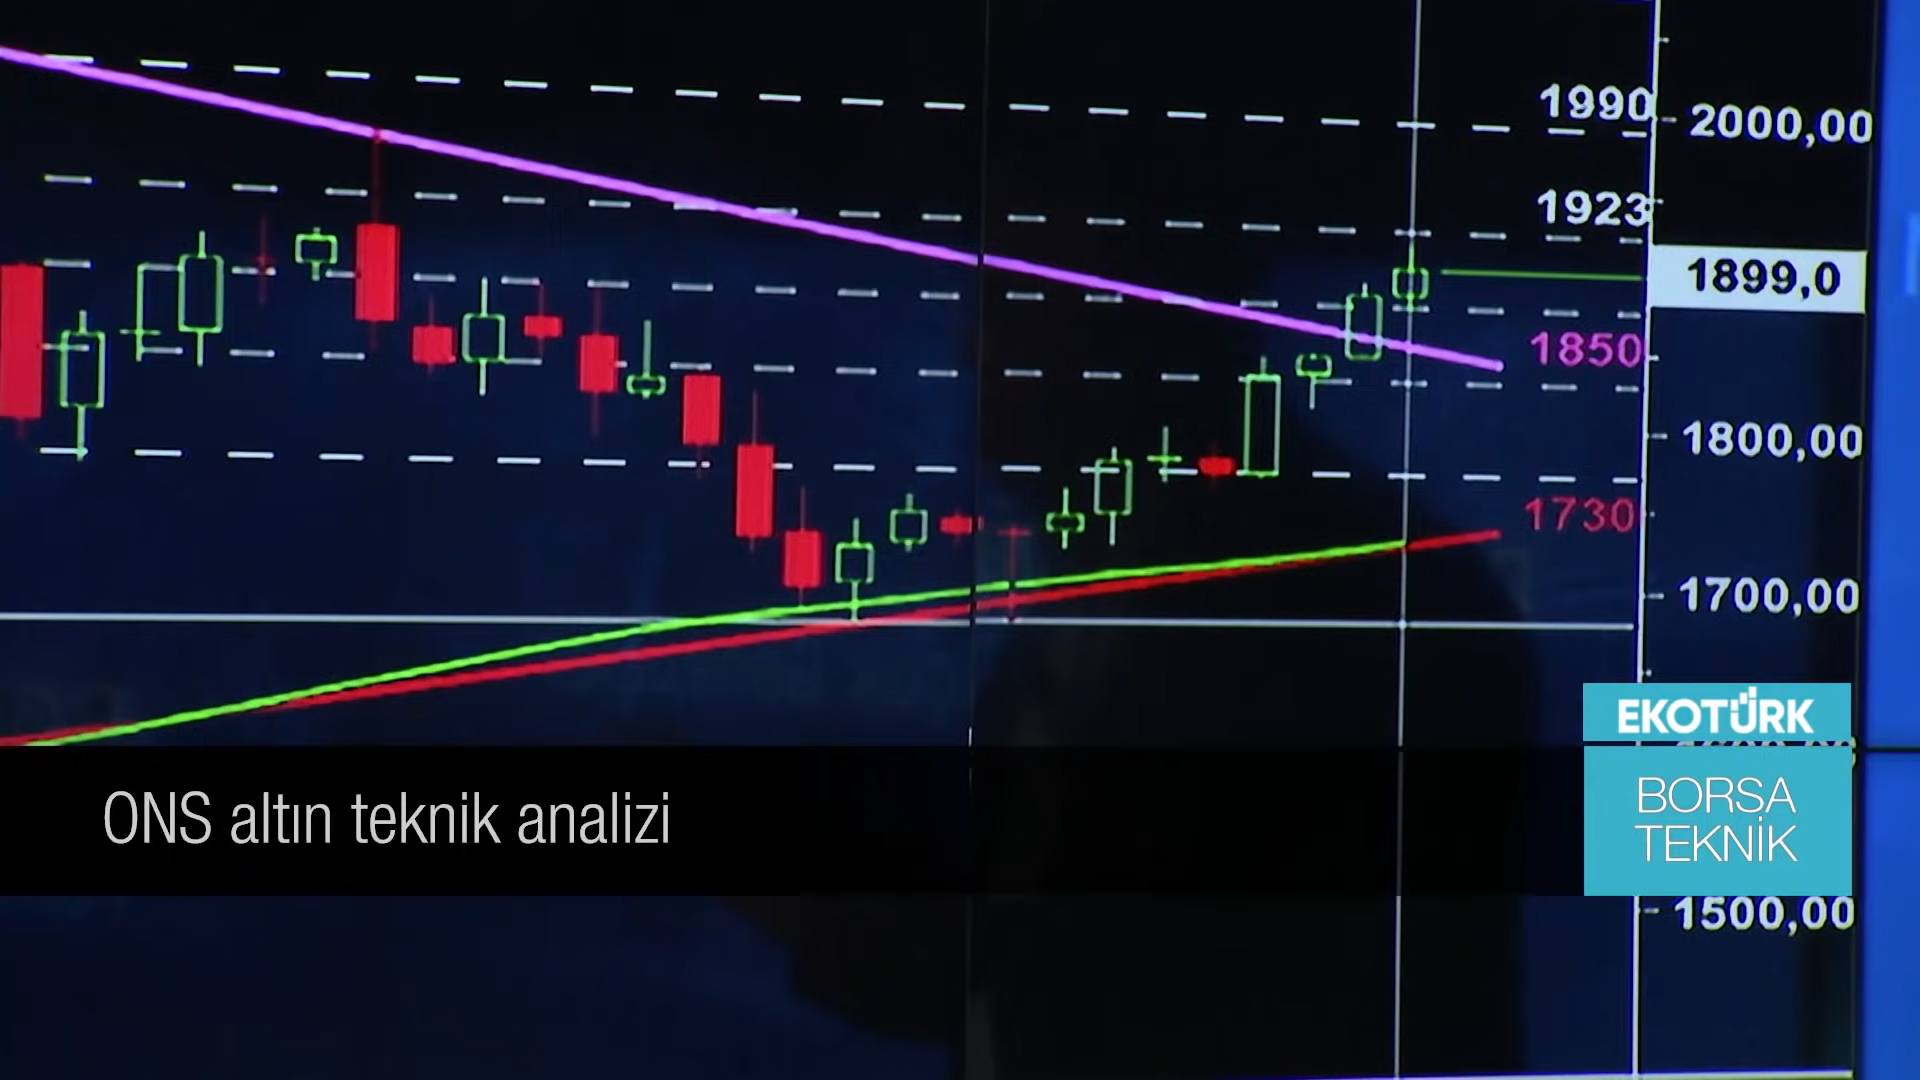 1990
2000,00
1923
1899,0
1850
1800,00
1730
1700,00
EKOTÜRK
BORSA
TEKNİK
ONS altın teknik analizi
1500,00